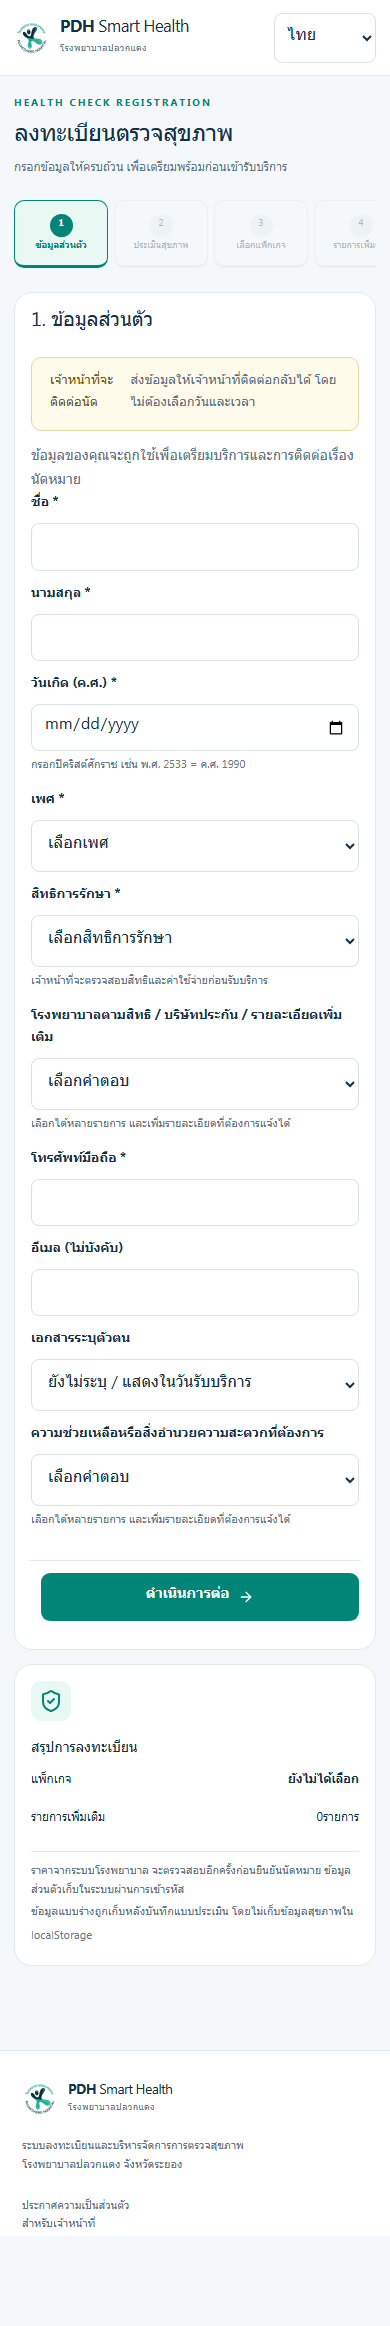 PDH Smart Health
โรงพยาบาลปลวกแดง
ไทย
HEALTH CHECK REGISTRATION
ลงทะเบียนตรวจสุขภาพ
กรอกข้อมูลให้ครบถ้วน เพื่อเตรียมพร้อมก่อนเข้ารับบริการ
1
ข้อมูลส่วนตัว
2
ประเมินสุขภาพ
3
เลือกแพ็กเกจ
4
รายการเพิ่ม
1. ข้อมูลส่วนตัว
เจ้าหน้าที่จะ
ติดต่อนัด
ส่งข้อมูลให้เจ้าหน้าที่ติดต่อกลับได้ โดย
ไม่ต้องเลือกวันและเวลา
ข้อมูลของคุณจะถูกใช้เพื่อเตรียมบริการและการติดต่อเรื่อง
นัดหมาย
ชื่อ *
นามสกุล *
วันเกิด (ค.ศ.) *
mm/dd/yyyy
กรอกปีคริสต์ศักราช เช่น พ.ศ. 2533 = ค.ศ. 1990
เพศ *
เลือกเพศ
สิทธิการรักษา *
เลือกสิทธิการรักษา
เจ้าหน้าที่จะตรวจสอบสิทธิและค่าใช้จ่ายก่อนรับบริการ
โรงพยาบาลตามสิทธิ / บริษัทประกัน / รายละเอียดเพิ่ม
เติม
เลือกคำตอบ
เลือกได้หลายรายการ และเพิ่มรายละเอียดที่ต้องการแจ้งได้
โทรศัพท์มือถือ *
อีเมล (ไม่บังคับ)
เอกสารระบุตัวตน
ยังไม่ระบุ / แสดงในวันรับบริการ
ความช่วยเหลือหรือสิ่งอำนวยความสะดวกที่ต้องการ
เลือกคำตอบ
เลือกได้หลายรายการ และเพิ่มรายละเอียดที่ต้องการแจ้งได้
ดำเนินการต่อ →
สรุปการลงทะเบียน
แพ็กเกจ ยังไม่ได้เลือก
รายการเพิ่มเติม 0รายการ
ราคาจากระบบโรงพยาบาล จะตรวจสอบอีกครั้งก่อนยืนยันนัดหมาย ข้อมูล
ส่วนตัวเก็บในระบบผ่านการเข้ารหัส
ข้อมูลแบบร่างถูกเก็บหลังบันทึกแบบประเมิน โดยไม่เก็บข้อมูลสุขภาพใน
localStorage
PDH Smart Health
โรงพยาบาลปลวกแดง
ระบบลงทะเบียนและบริหารจัดการการตรวจสุขภาพ
โรงพยาบาลปลวกแดง จังหวัดระยอง
ประกาศความเป็นส่วนตัว
สำหรับเจ้าหน้าที่